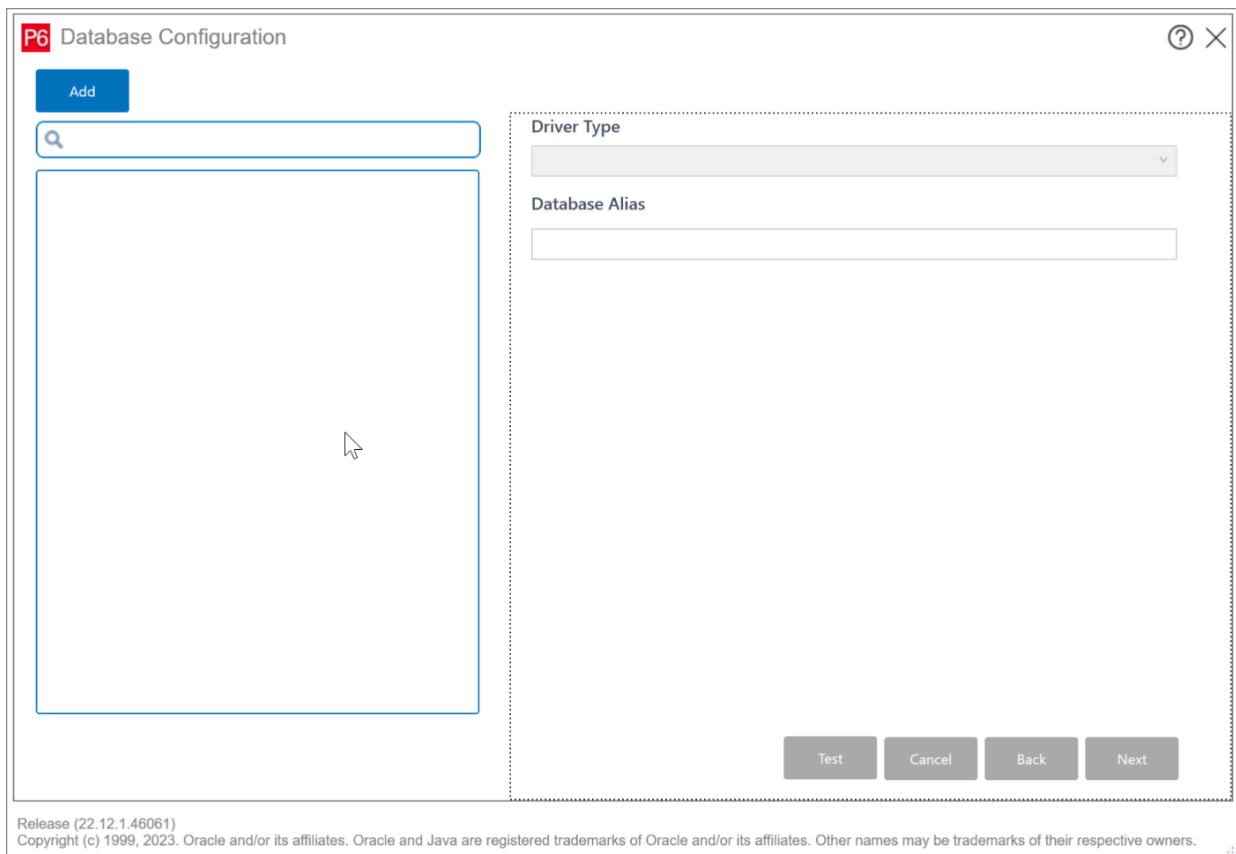 P6 Database Configuration
Add
Driver Type
Database Alias
Test
Cancel
Back
Next
Release (22.12.1.46061)
Copyright (c) 1999, 2023. Oracle and/or its affiliates. Oracle and Java are registered trademarks of Oracle and/or its affiliates. Other names may be trademarks of their respective owners.